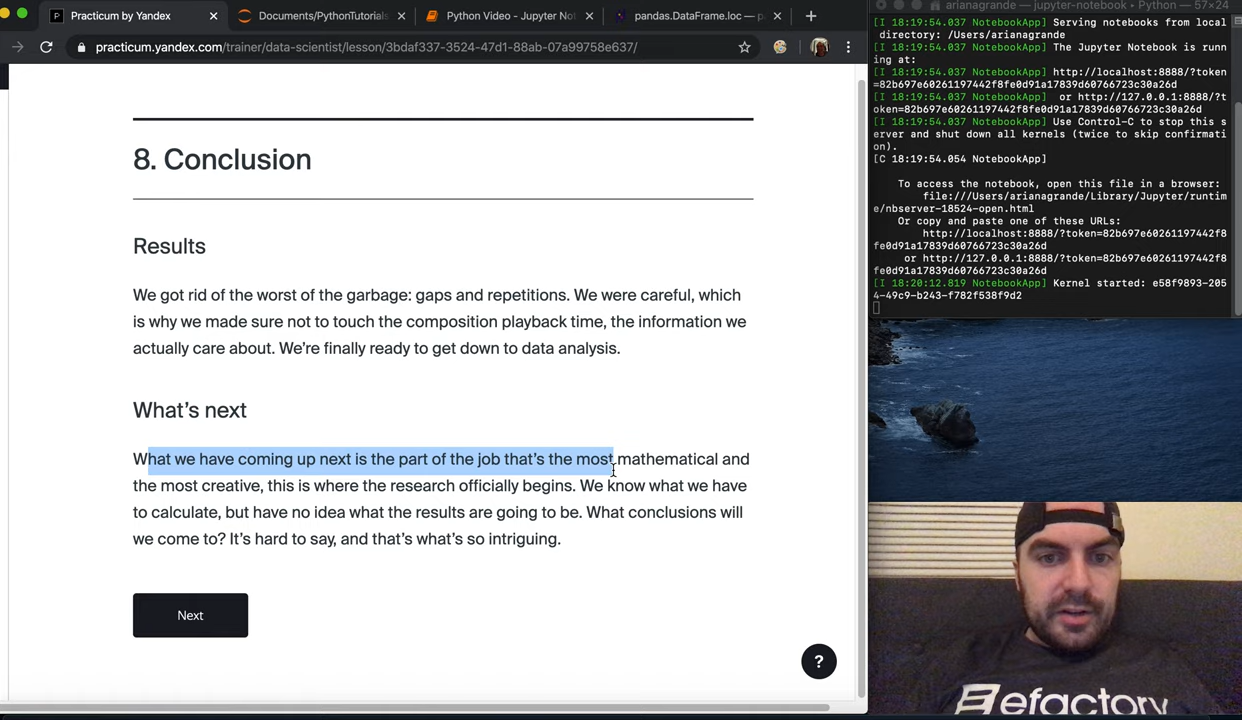 Practicum by Yandex
Documents/PythonTutorials
Python Video - Jupyter Not
pandas.DataFrame.loc — p
practicum.yandex.com/trainer/data-scientist/lesson/3bdaf337-3524-47d1-88ab-07a99758e637/
8. Conclusion
Results
We got rid of the worst of the garbage: gaps and repetitions. We were careful, which
is why we made sure not to touch the composition playback time, the information we
actually care about. We're finally ready to get down to data analysis.
What's next
What we have coming up next is the part of the job that's the most mathematical and
the most creative, this is where the research officially begins. We know what we have
to calculate, but have no idea what the results are going to be. What conclusions will
we come to? It's hard to say, and that's what's so intriguing.
Next
?
arianagrande — jupyter-notebook • Python — 57×24
[I 18:19:54.037 NotebookApp] Serving notebooks from local
directory: /Users/arianagrande
[I 18:19:54.037 NotebookApp] The Jupyter Notebook is runn
ing at:
[I 18:19:54.037 NotebookApp] http://localhost:8888/?token
=82b697e60261197442f8fe0d91a17839d60766723c30a26d
[I 18:19:54.037 NotebookApp]  or http://127.0.0.1:8888/?t
oken=82b697e60261197442f8fe0d91a17839d60766723c30a26d
[I 18:19:54.037 NotebookApp] Use Control-C to stop this s
erver and shut down all kernels (twice to skip confirmati
on).
[C 18:19:54.054 NotebookApp]
To access the notebook, open this file in a browser:
file:///Users/arianagrande/Library/Jupyter/runtim
e/nbserver-18524-open.html
Or copy and paste one of these URLs:
http://localhost:8888/?token=82b697e60261197442f8
fe0d91a17839d60766723c30a26d
or http://127.0.0.1:8888/?token=82b697e60261197442f8
fe0d91a17839d60766723c30a26d
[I 18:20:12.819 NotebookApp] Kernel started: e58f9893-205
4-49c9-b243-f782f538f9d2
efactory